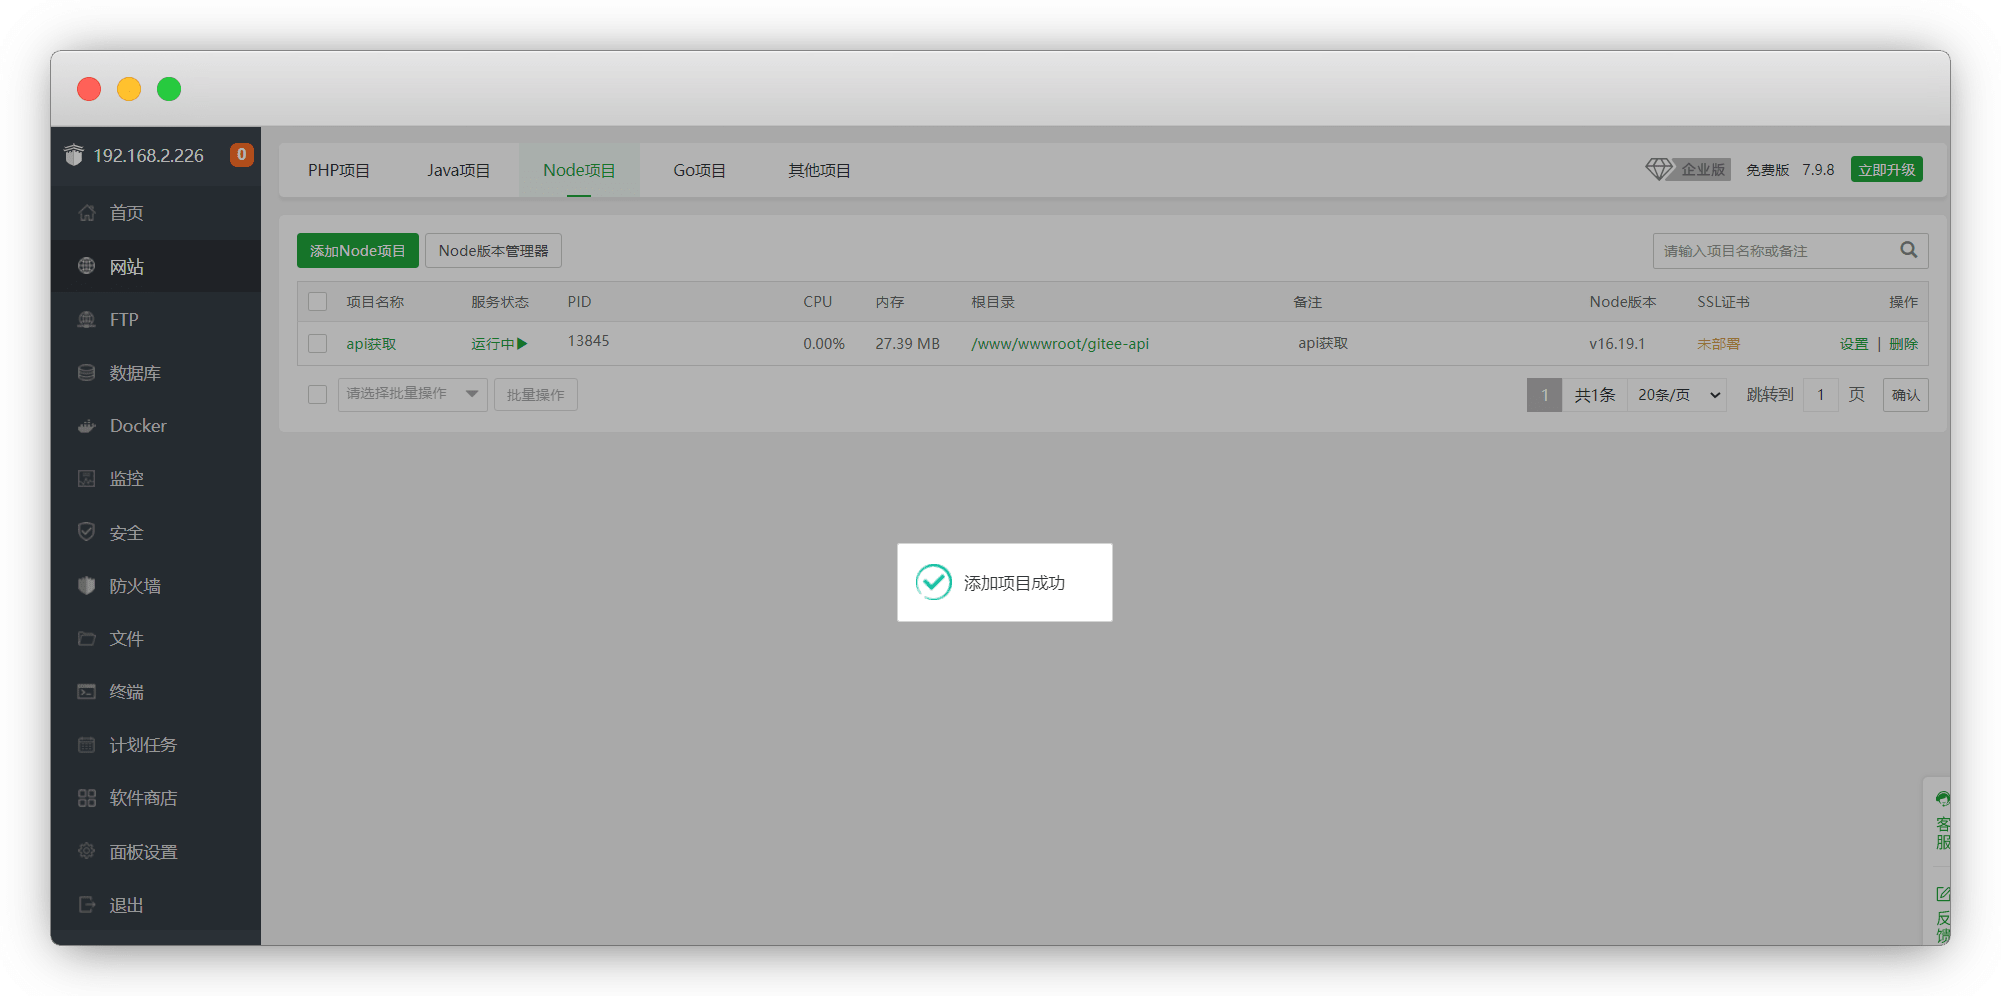 192.168.2.226 0
首页
网站
FTP
数据库
Docker
监控
安全
防火墙
文件
终端
计划任务
软件商店
面板设置
退出
PHP项目 Java项目 Node项目 Go项目 其他项目
企业版 免费版 7.9.8 立即升级
添加Node项目 Node版本管理器 请输入项目名称或备注
项目名称 服务状态 PID CPU 内存 根目录 备注 Node版本 SSL证书 操作
api获取 运行中 13845 0.00% 27.39 MB /www/wwwroot/gitee-api api获取 v16.19.1 未部署 设置 | 删除
请选择批量操作 批量操作 1 共1条 20条/页 跳转到 1 页 确认
添加项目成功
客
服
反
馈